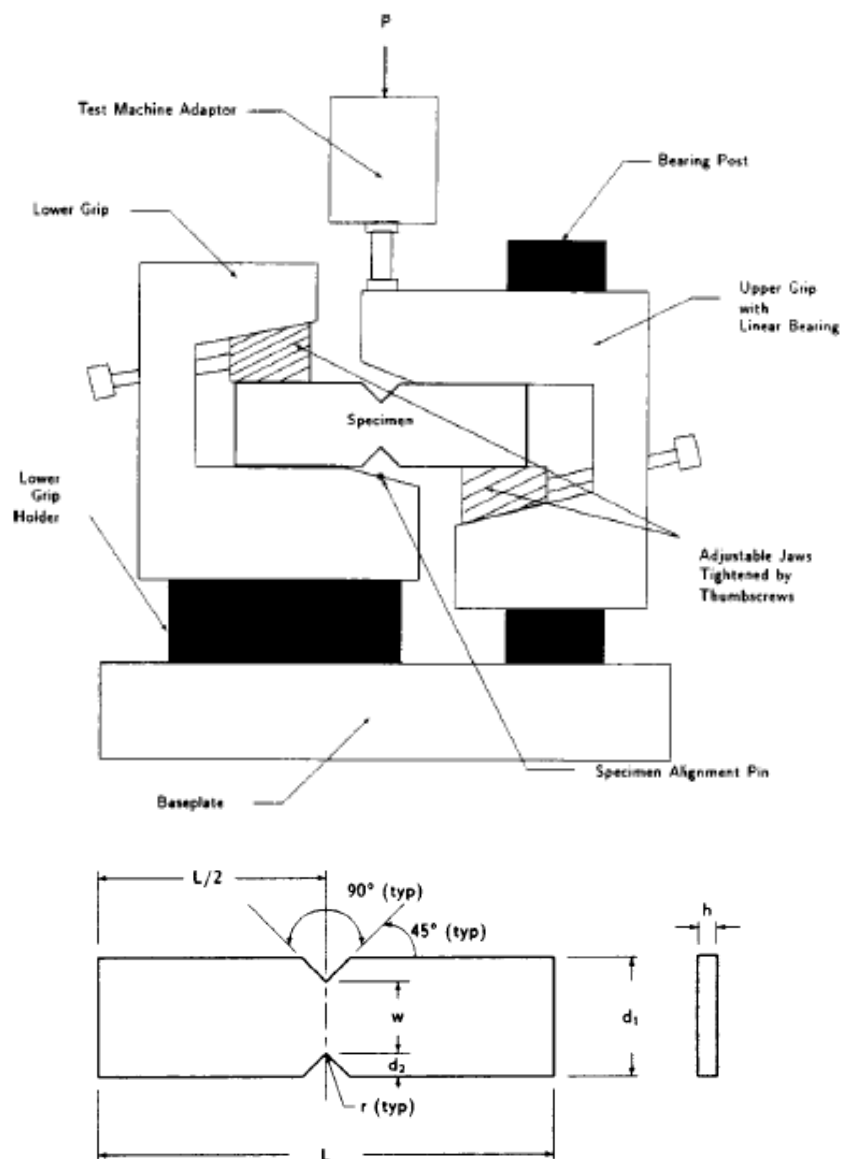 P
Test Machine Adaptor
Bearing Post
Lower Grip
Upper Grip
with
Linear Bearing
Specimen
Lower
Grip
Holder
Adjustable Jaws
Tightened by
Thumbscrews
Specimen Alignment Pin
Baseplate
L/2
90° (typ)
45° (typ)
h
w
d₁
d₂
r (typ)
L